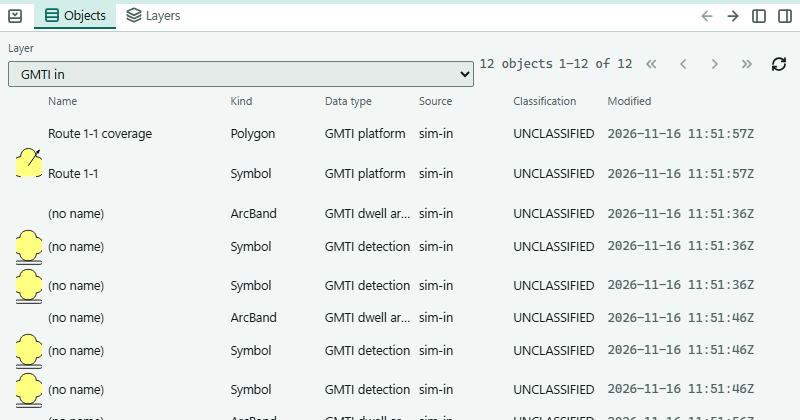 Objects Layers
Layer
GMTI in 12 objects 1–12 of 12
Name Kind Data type Source Classification Modified
Route 1-1 coverage Polygon GMTI platform sim-in UNCLASSIFIED 2026-11-16 11:51:57Z
Route 1-1 Symbol GMTI platform sim-in UNCLASSIFIED 2026-11-16 11:51:57Z
(no name) ArcBand GMTI dwell ar... sim-in UNCLASSIFIED 2026-11-16 11:51:36Z
(no name) Symbol GMTI detection sim-in UNCLASSIFIED 2026-11-16 11:51:36Z
(no name) Symbol GMTI detection sim-in UNCLASSIFIED 2026-11-16 11:51:36Z
(no name) ArcBand GMTI dwell ar... sim-in UNCLASSIFIED 2026-11-16 11:51:46Z
(no name) Symbol GMTI detection sim-in UNCLASSIFIED 2026-11-16 11:51:46Z
(no name) Symbol GMTI detection sim-in UNCLASSIFIED 2026-11-16 11:51:46Z